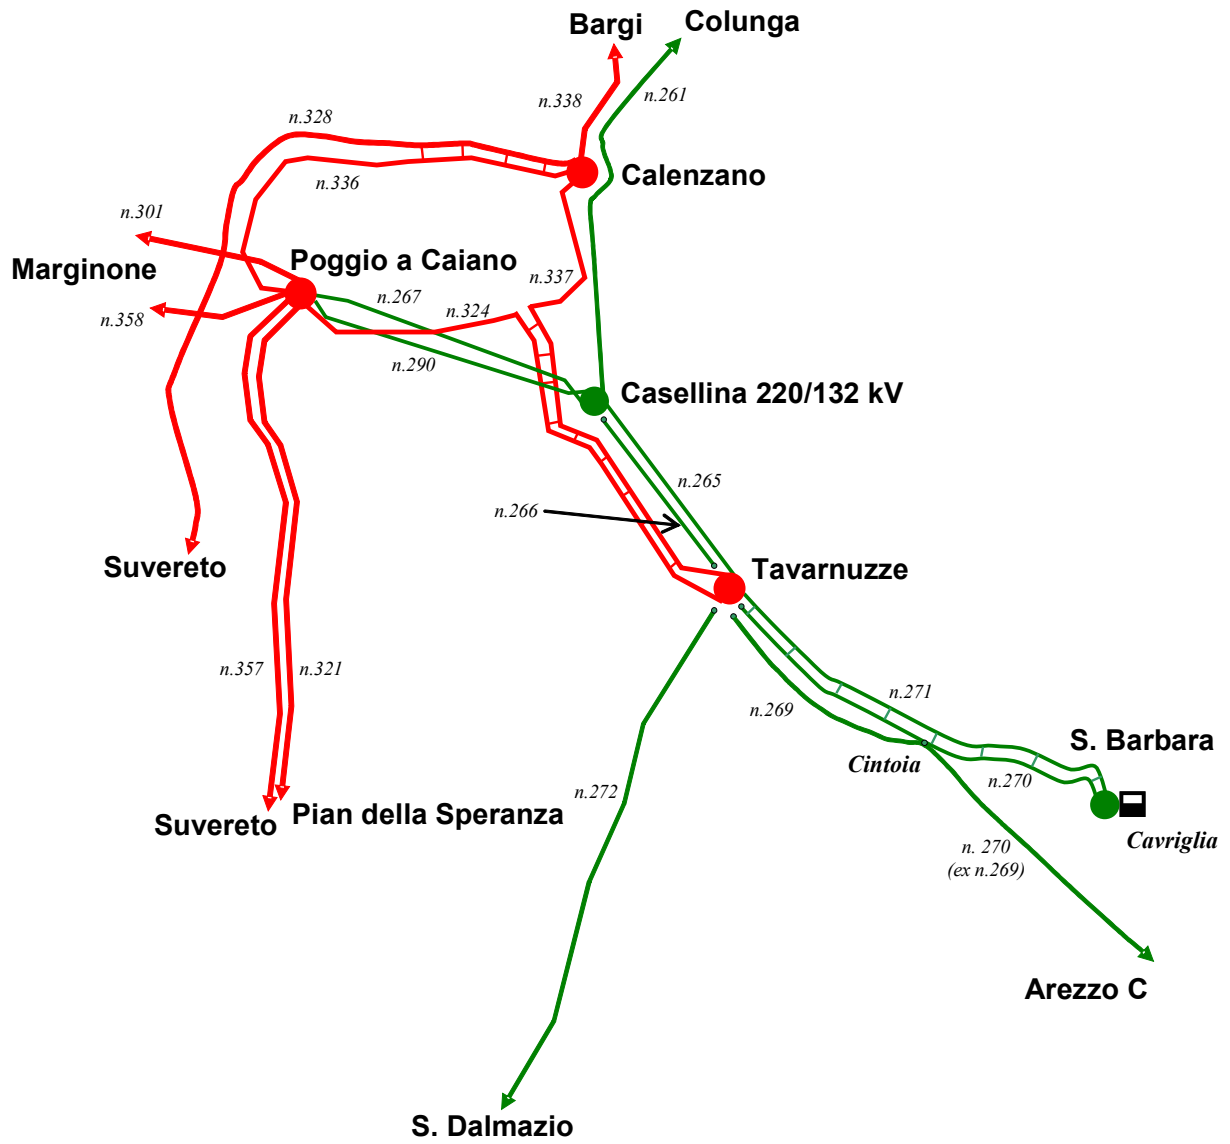 Bargi
Colunga
n.338
n.261
n.328
n.336
Calenzano
n.301
Marginone
Poggio a Caiano
n.337
n.267
n.324
n.358
n.290
Casellina 220/132 kV
n.265
n.266
Suvereto
Tavarnuzze
n.357
n.321
n.269
n.271
S. Barbara
Cintoia
n.270
n.272
Suvereto
Pian della Speranza
Cavriglia
n. 270
(ex n.269)
Arezzo C
S. Dalmazio